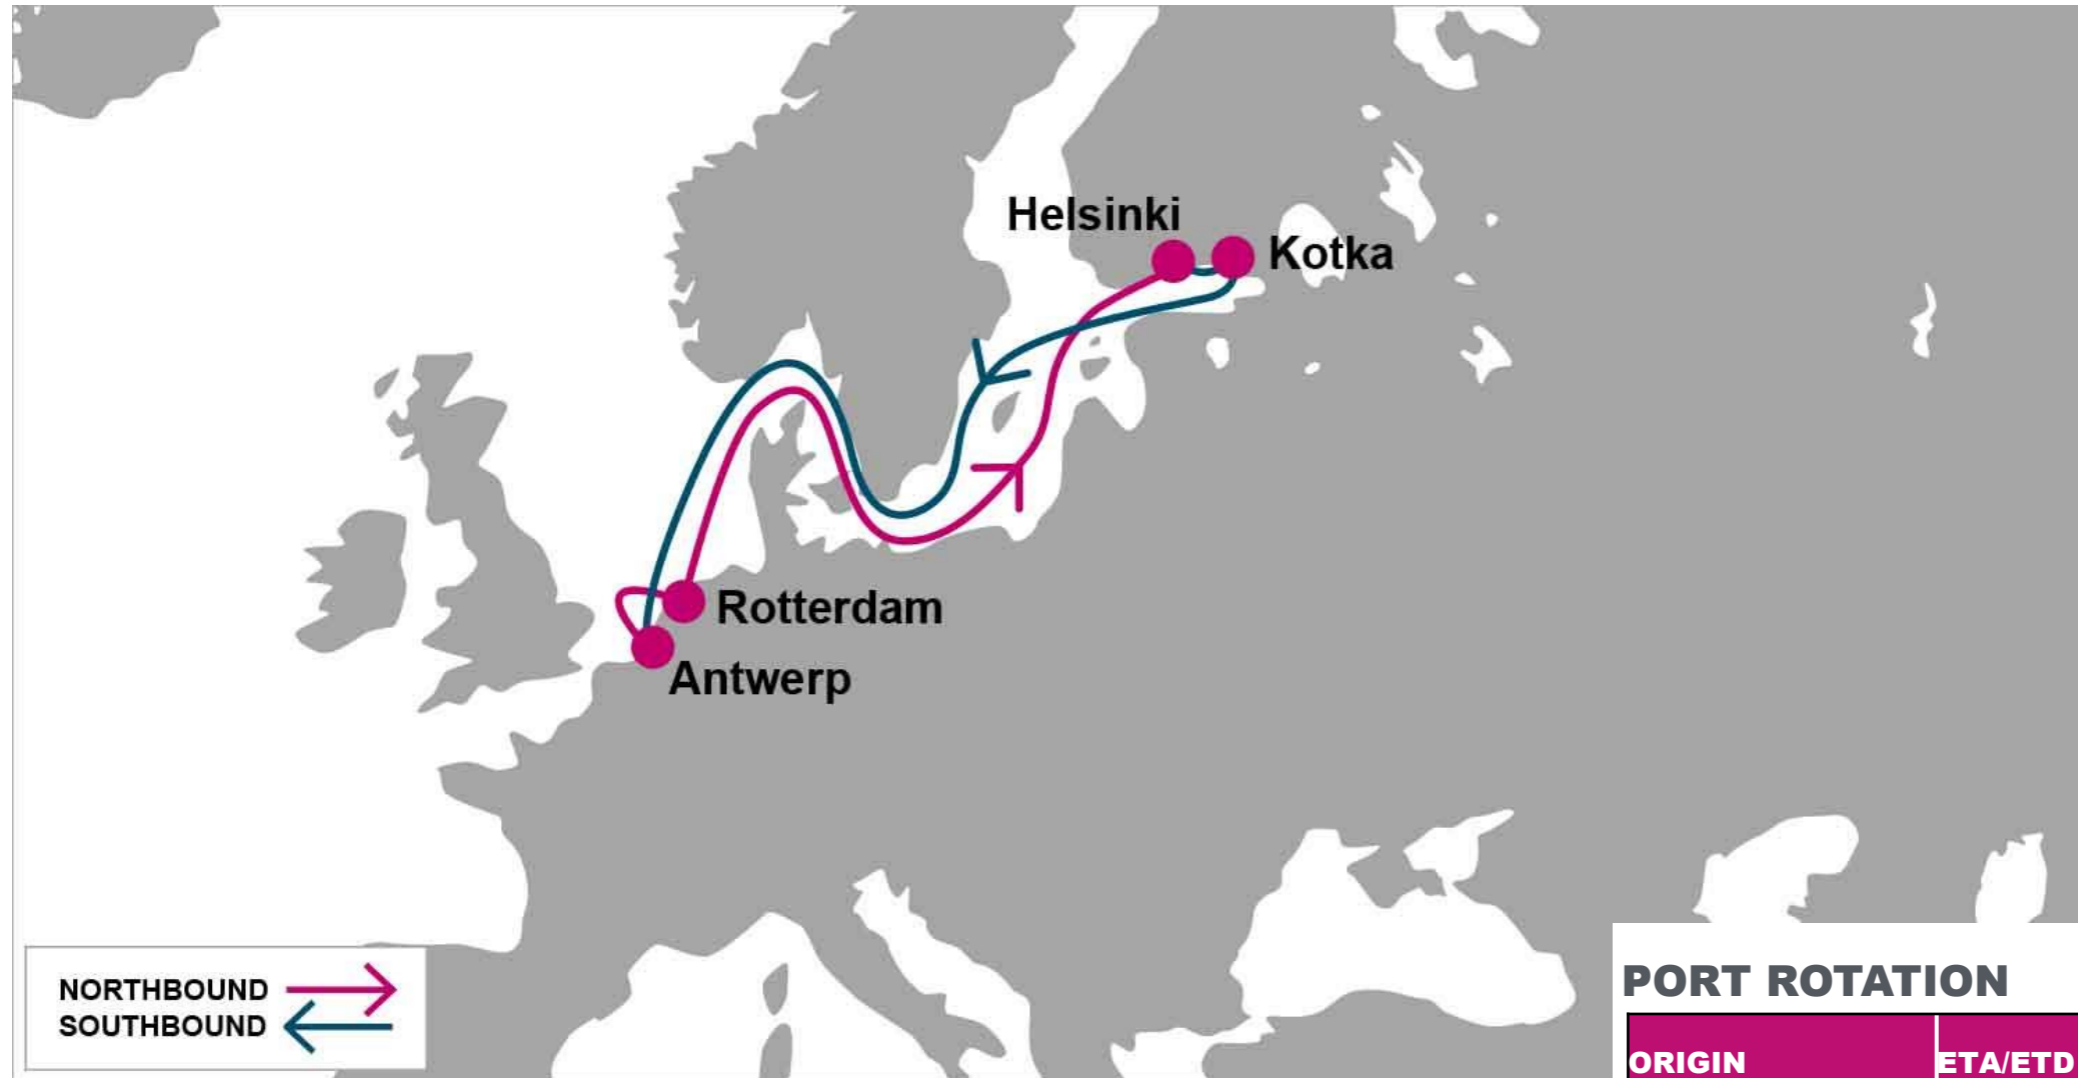 Helsinki
Kotka
Rotterdam
Antwerp
NORTHBOUND
SOUTHBOUND
PORT ROTATION
ORIGIN ETA/ETD